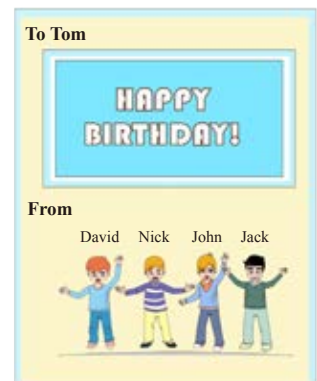 To Tom
HAPPY
BIRTHDAY!
From
David Nick John Jack